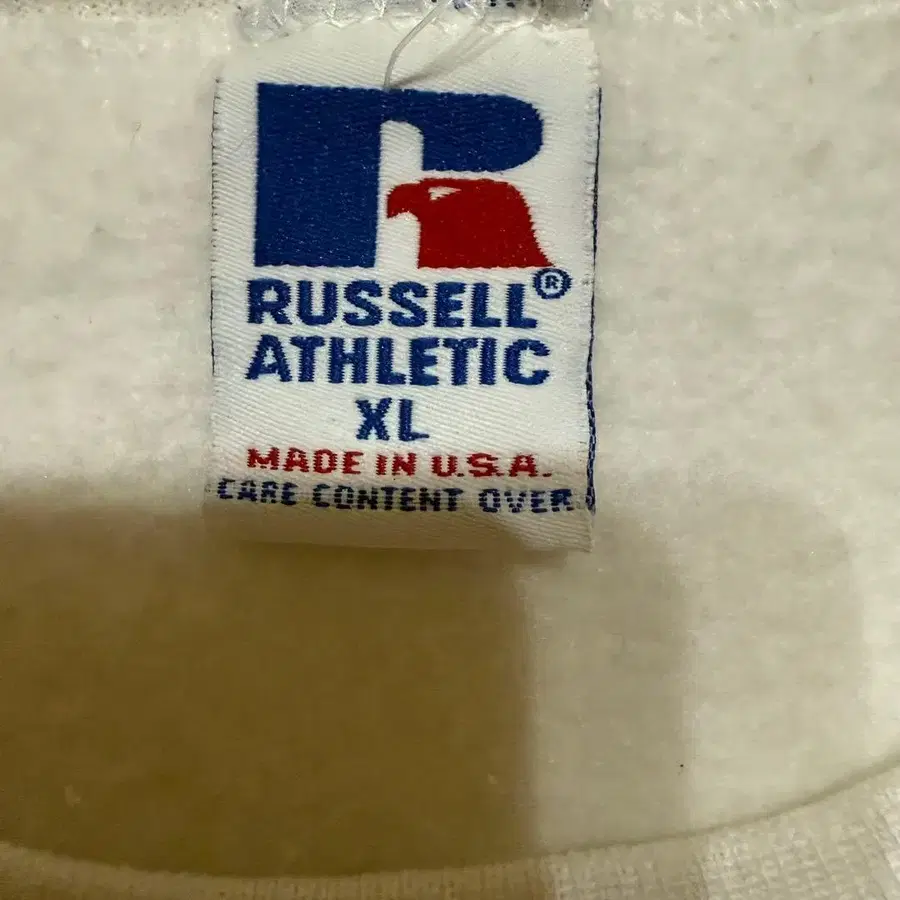 RUSSELL®
ATHLETIC
XL
MADE IN U.S.A.
CARE CONTENT OVER